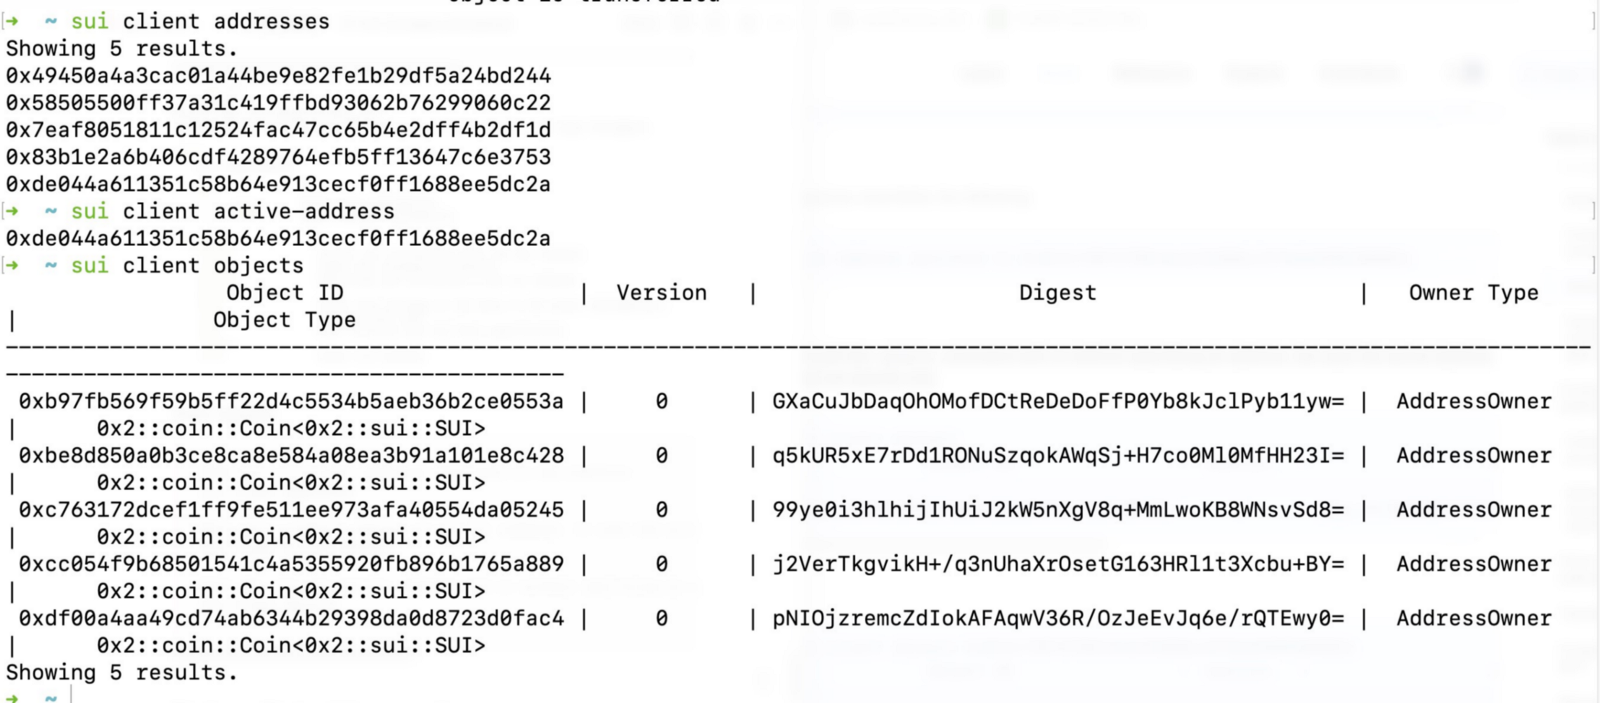 ➜ ~ sui client addresses
Showing 5 results.
0x49450a4a3cac01a44be9e82fe1b29df5a24bd244
0x58505500ff37a31c419ffbd93062b76299060c22
0x7eaf8051811c12524fac47cc65b4e2dff4b2df1d
0x83b1e2a6b406cdf4289764efb5ff13647c6e3753
0xde044a611351c58b64e913cecf0ff1688ee5dc2a
➜ ~ sui client active-address
0xde044a611351c58b64e913cecf0ff1688ee5dc2a
➜ ~ sui client objects
Object ID | Version | Digest | Owner Type
| Object Type
---------------------------------------------------------------------------------------------------------------------------
-------------------------------------------
0xb97fb569f59b5ff22d4c5534b5aeb36b2ce0553a | 0 | GXaCuJbDaqOhOMofDCtReDeDoFfP0Yb8kJclPyb11yw= | AddressOwner
| 0x2::coin::Coin<0x2::sui::SUI>
0xbe8d850a0b3ce8ca8e584a08ea3b91a101e8c428 | 0 | q5kUR5xE7rDd1RONuSzqokAWqSj+H7co0Ml0MfHH23I= | AddressOwner
| 0x2::coin::Coin<0x2::sui::SUI>
0xc763172dcef1ff9fe511ee973afa40554da05245 | 0 | 99ye0i3hlhijIhUiJ2kW5nXgV8q+MmLwoKB8WNsvSd8= | AddressOwner
| 0x2::coin::Coin<0x2::sui::SUI>
0xcc054f9b68501541c4a5355920fb896b1765a889 | 0 | j2VerTkgvikH+/q3nUhaXrOsetG163HRl1t3Xcbu+BY= | AddressOwner
| 0x2::coin::Coin<0x2::sui::SUI>
0xdf00a4aa49cd74ab6344b29398da0d8723d0fac4 | 0 | pNIOjzremcZdIokAFAqwV36R/OzJeEvJq6e/rQTEwy0= | AddressOwner
| 0x2::coin::Coin<0x2::sui::SUI>
Showing 5 results.
➜ ~